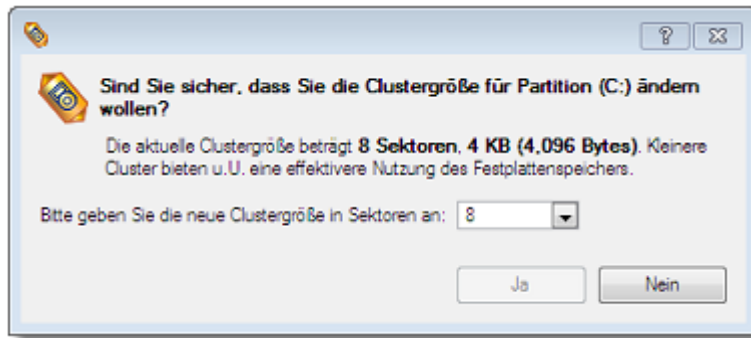 Sind Sie sicher, dass Sie die Clustergröße für Partition (C:) ändern
wollen?
Die aktuelle Clustergröße beträgt 8 Sektoren, 4 KB (4,096 Bytes). Kleinere
Cluster bieten u.U. eine effektivere Nutzung des Festplattenspeichers.
Bitte geben Sie die neue Clustergröße in Sektoren an: 8
Ja Nein